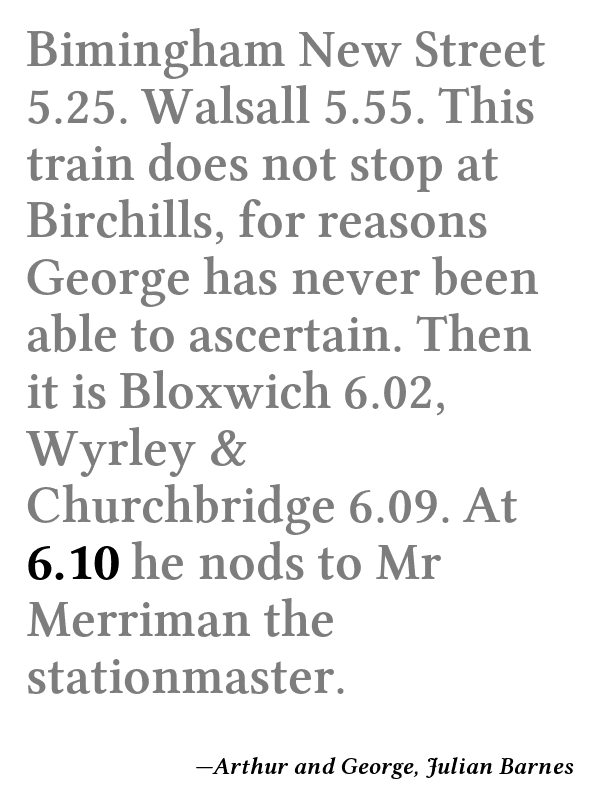 Bimingham New Street
5.25. Walsall 5.55. This
train does not stop at
Birchills, for reasons
George has never been
able to ascertain. Then
it is Bloxwich 6.02,
Wyrley &
Churchbridge 6.09. At
6.10 he nods to Mr
Merriman the
stationmaster.
—Arthur and George, Julian Barnes